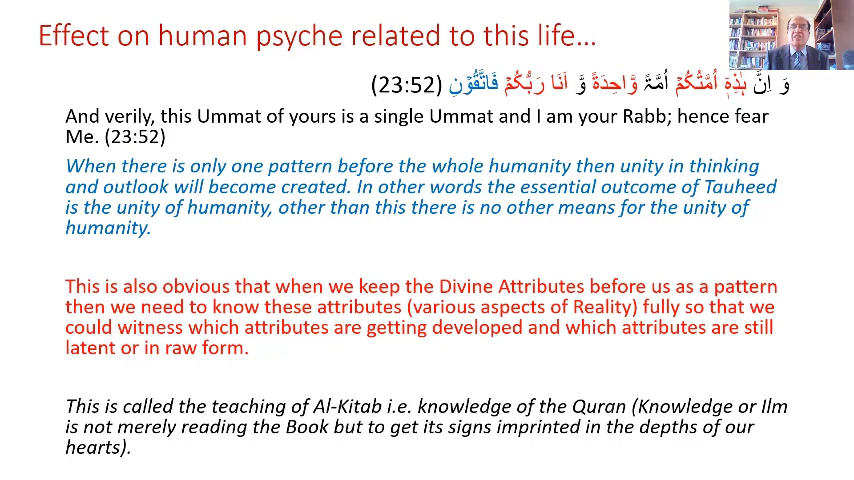 Effect on human psyche related to this life…
وَ اِنَّ ہٰذِہٖۤ اُمَّتُکُمۡ اُمَّۃً وَّاحِدَۃً وَّ اَنَا رَبُّکُمۡ فَاتَّقُوۡنِ (23:52)
And verily, this Ummat of yours is a single Ummat and I am your Rabb; hence fear
Me. (23:52)
When there is only one pattern before the whole humanity then unity in thinking
and outlook will become created. In other words the essential outcome of Tauheed
is the unity of humanity, other than this there is no other means for the unity of
humanity.
This is also obvious that when we keep the Divine Attributes before us as a pattern
then we need to know these attributes (various aspects of Reality) fully so that we
could witness which attributes are getting developed and which attributes are still
latent or in raw form.
This is called the teaching of Al-Kitab i.e. knowledge of the Quran (Knowledge or Ilm
is not merely reading the Book but to get its signs imprinted in the depths of our
hearts).